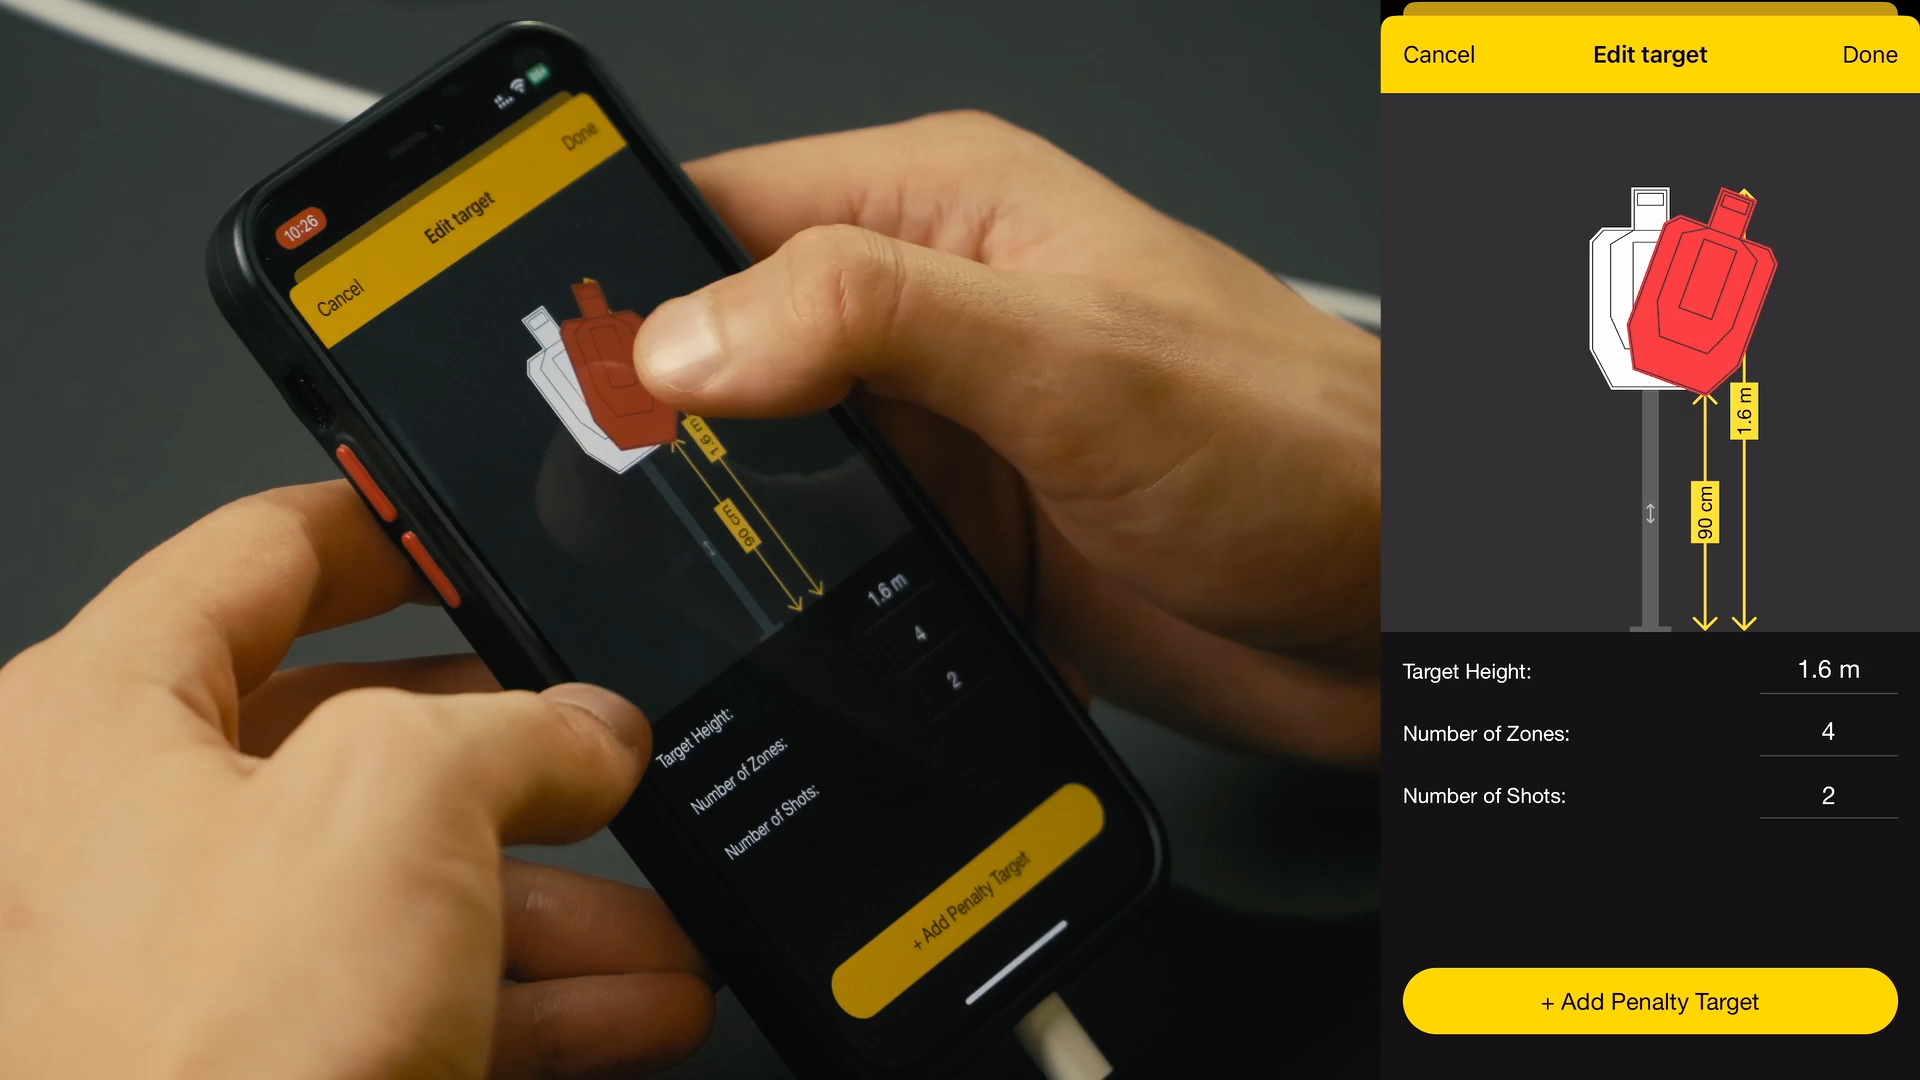 10:26
Cancel
Edit target
Done
1.6 m
90 cm
Target Height:
1.6 m
Number of Zones:
4
Number of Shots:
2
+ Add Penalty Target
Cancel
Edit target
Done
1.6 m
90 cm
Target Height:
1.6 m
Number of Zones:
4
Number of Shots:
2
+ Add Penalty Target